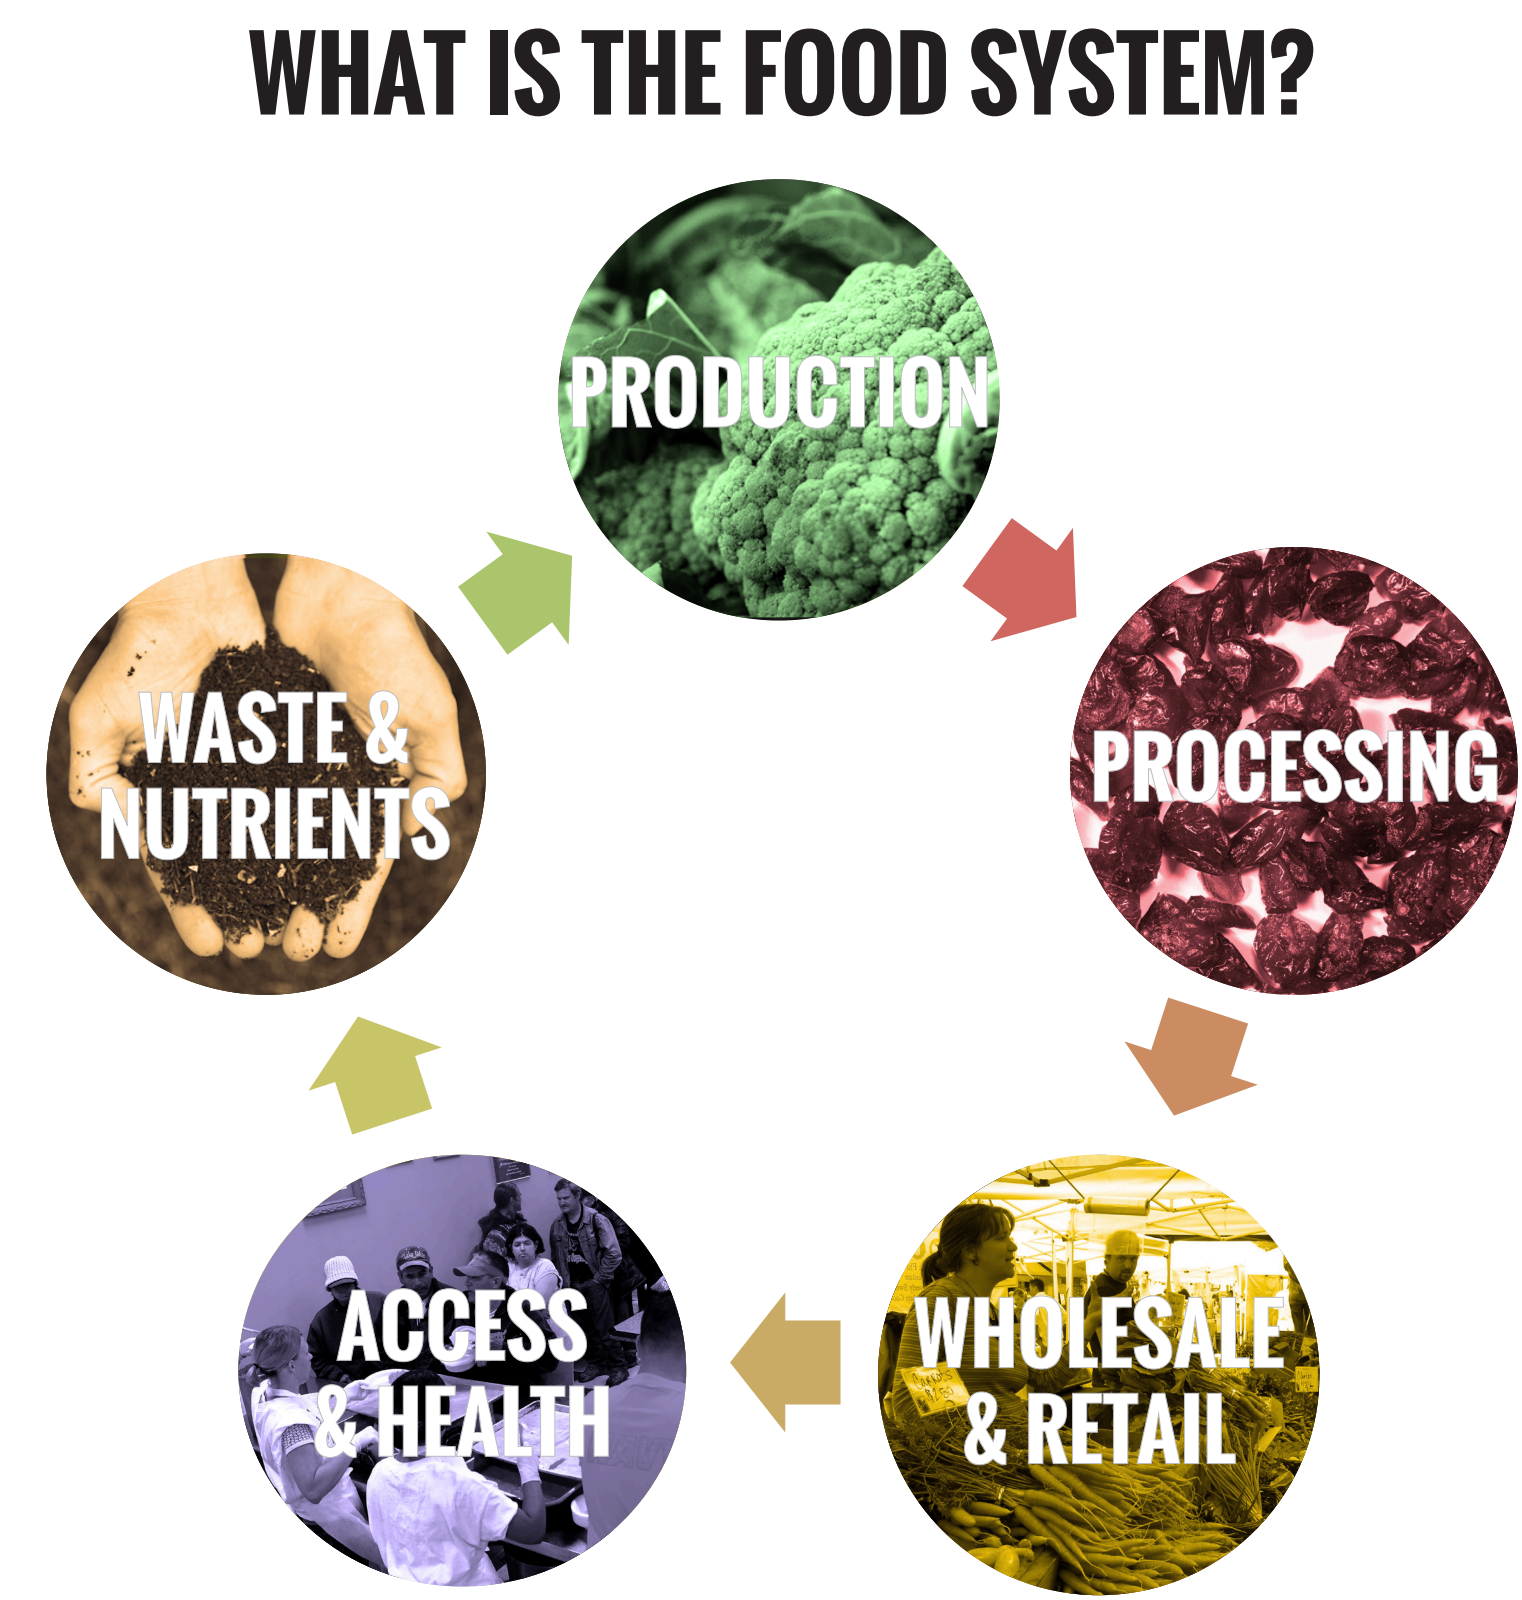 WHAT IS THE FOOD SYSTEM?
PRODUCTION
PROCESSING
WHOLESALE
& RETAIL
ACCESS
& HEALTH
WASTE &
NUTRIENTS